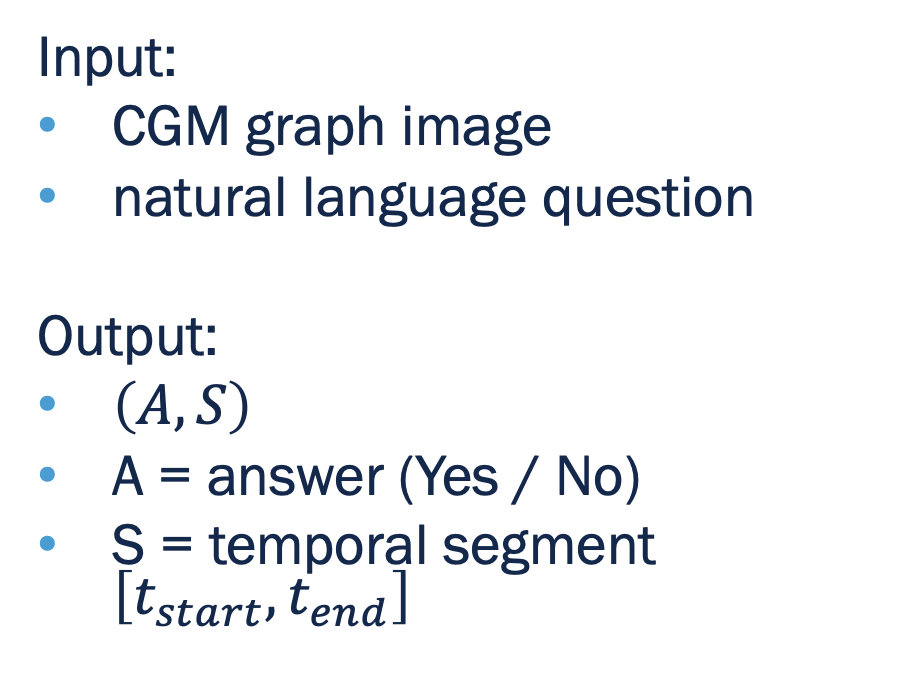 Input:
• CGM graph image
• natural language question
Output:
• (A, S)
• A = answer (Yes / No)
• S = temporal segment
[t_start, t_end]